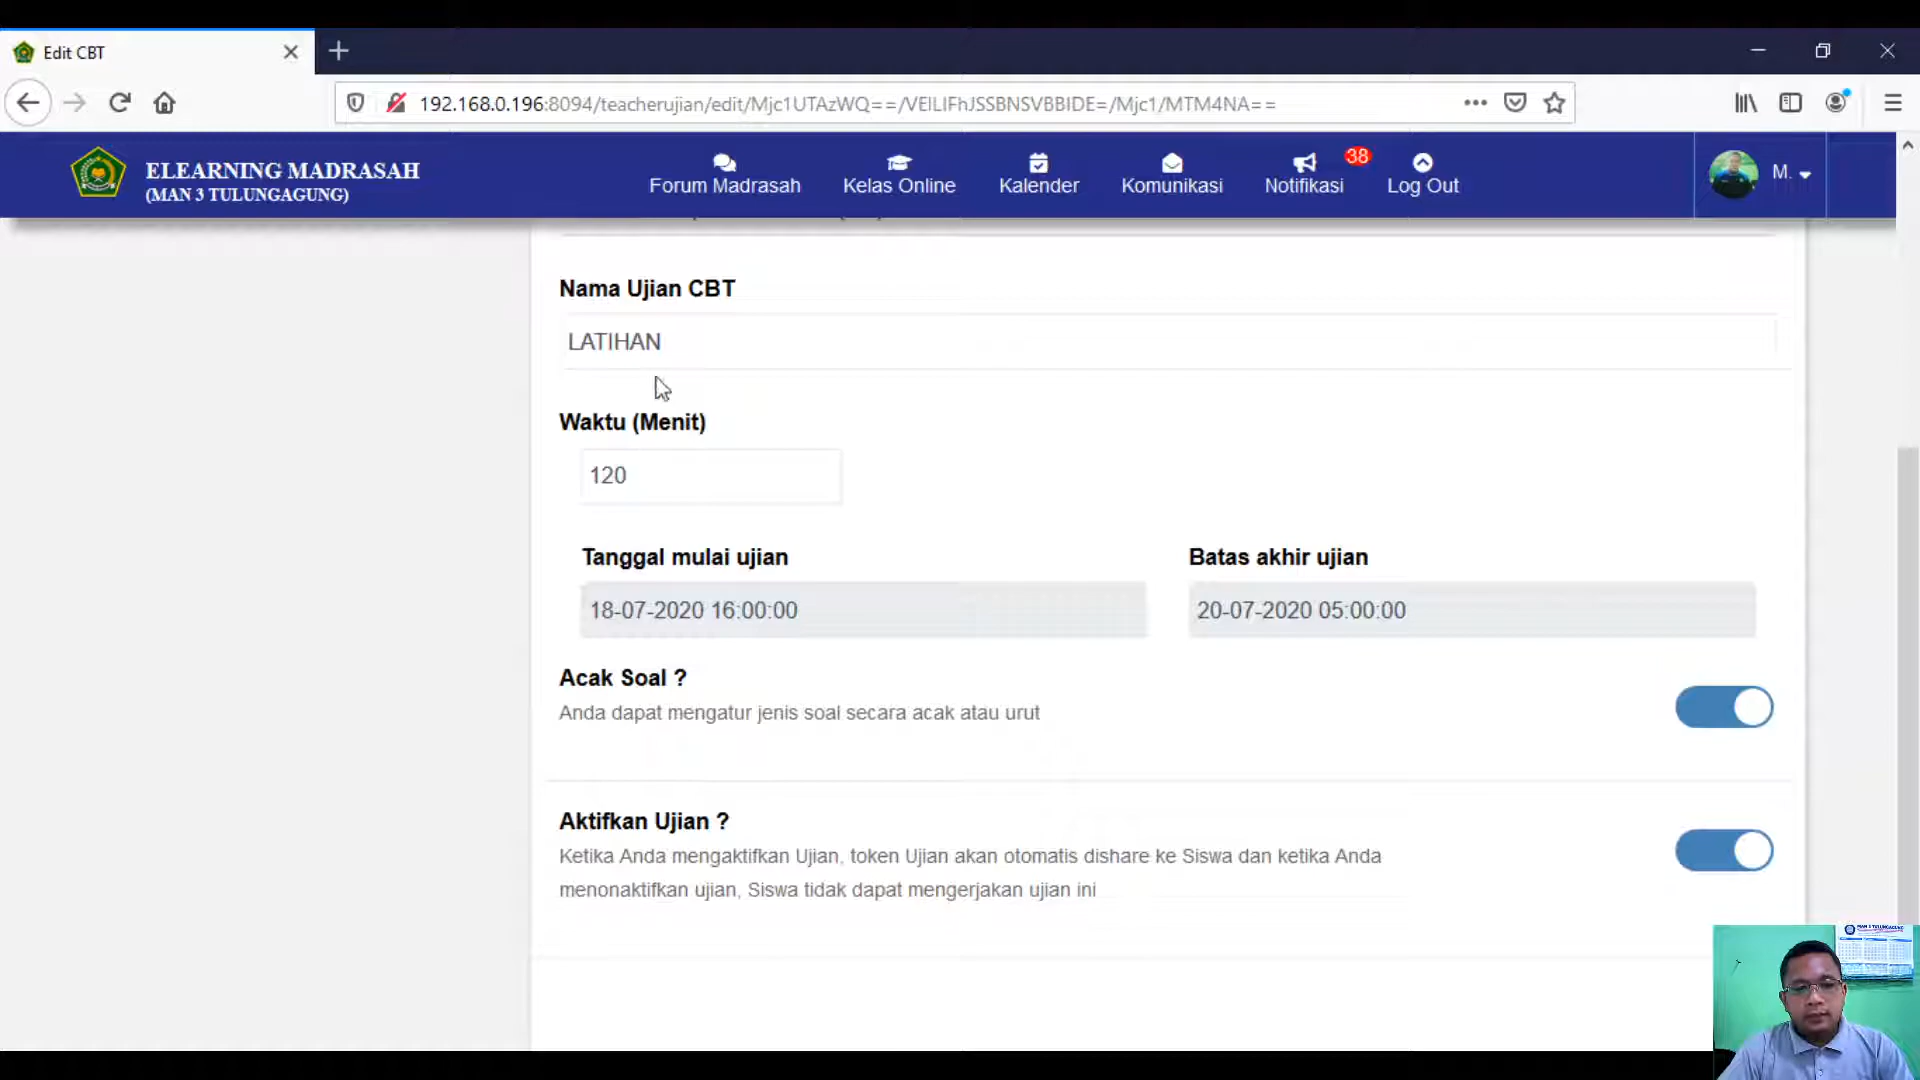 Edit CBT
192.168.0.196:8094/teacherujian/edit/Mjc1UTAzWQ==/VElLIFhJSSBNSVBBIDE=/Mjc1/MTM4NA==
ELEARNING MADRASAH
(MAN 3 TULUNGAGUNG)
Forum Madrasah
Kelas Online
Kalender
Komunikasi
38
Notifikasi
Log Out
M.
Nama Ujian CBT
LATIHAN
Waktu (Menit)
120
Tanggal mulai ujian
Batas akhir ujian
18-07-2020 16:00:00
20-07-2020 05:00:00
Acak Soal ?
Anda dapat mengatur jenis soal secara acak atau urut
Aktifkan Ujian ?
Ketika Anda mengaktifkan Ujian, token Ujian akan otomatis dishare ke Siswa dan ketika Anda
menonaktifkan ujian, Siswa tidak dapat mengerjakan ujian ini
MAN 3 TULUNGAGUNG